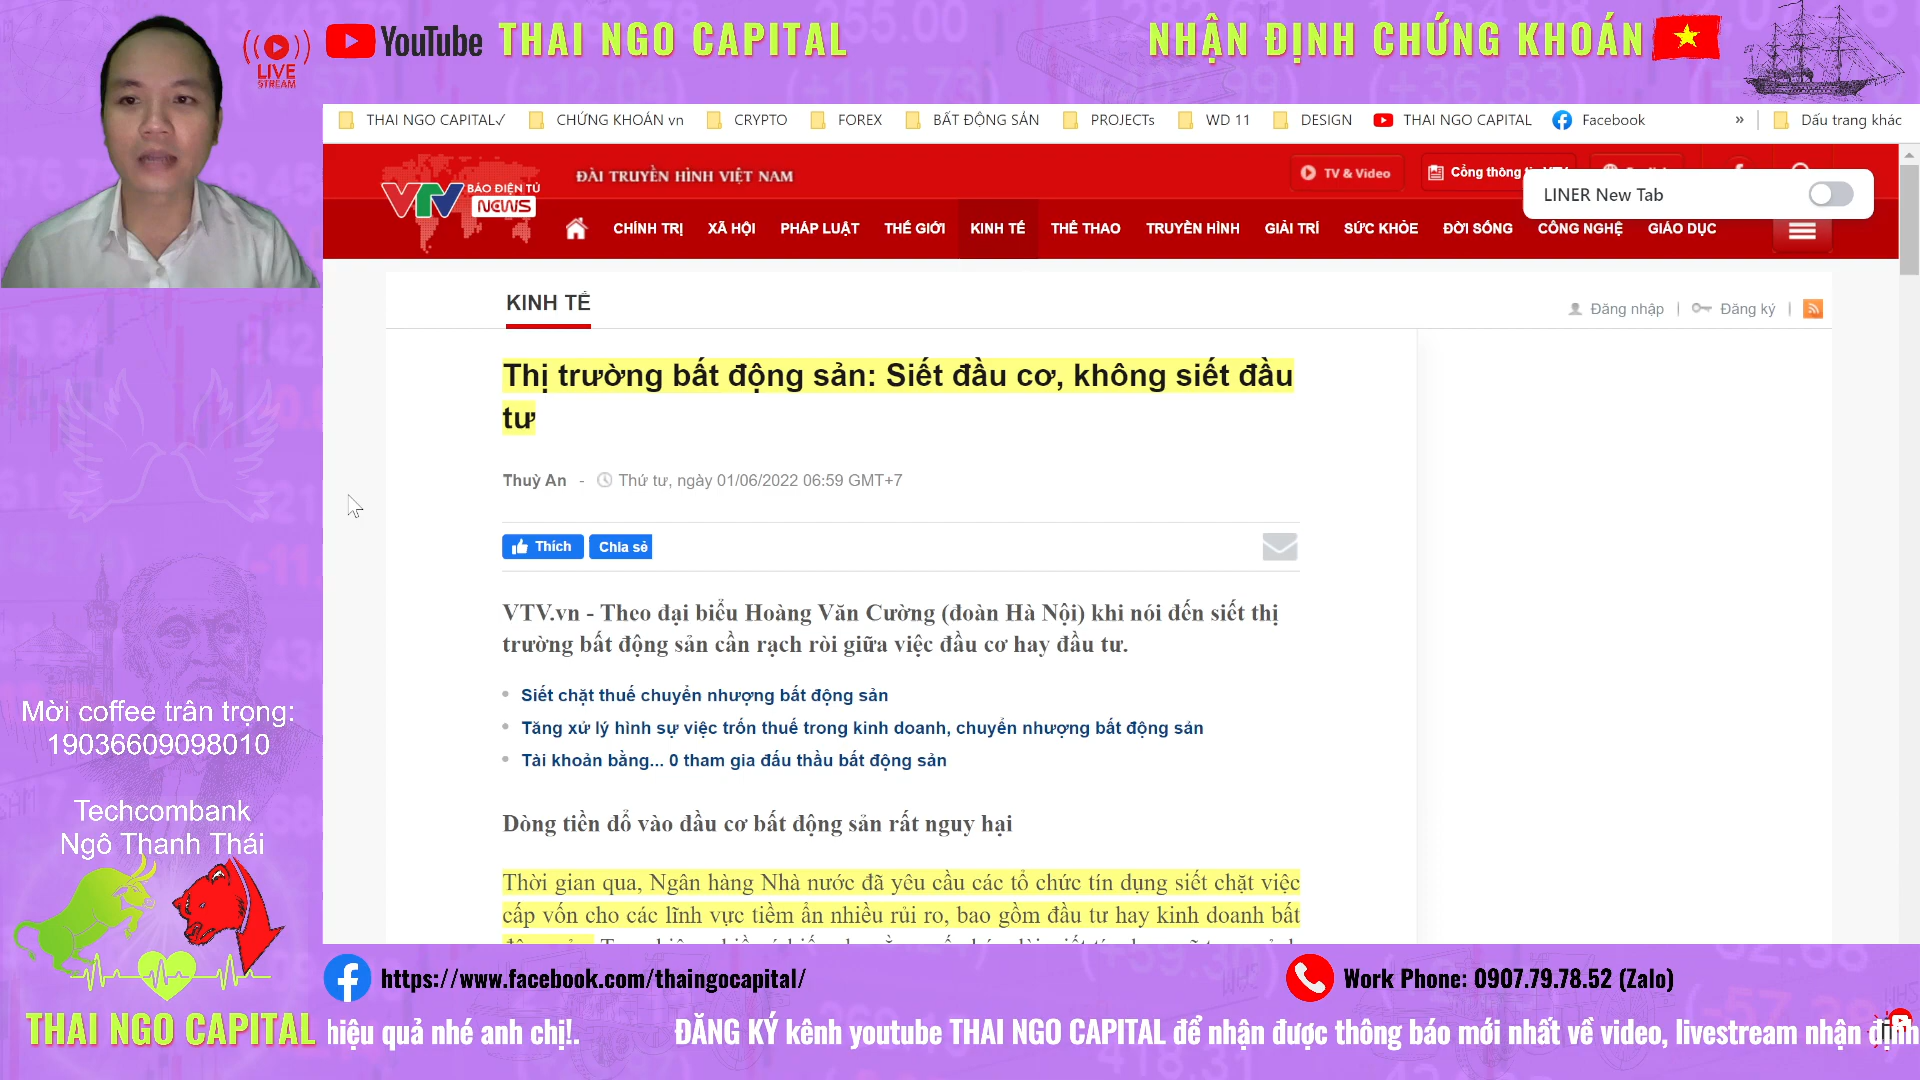 LIVE
STREAM
YouTube THAI NGO CAPITAL
NHẬN ĐỊNH CHỨNG KHOÁN
THAI NGO CAPITAL✓
CHỨNG KHOÁN vn
CRYPTO
FOREX
BẤT ĐỘNG SẢN
PROJECTs
WD 11
DESIGN
THAI NGO CAPITAL
Facebook
»
Dấu trang khác
VTV BÁO ĐIỆN TỬ
NEWS
ĐÀI TRUYỀN HÌNH VIỆT NAM
TV & Video
Cổng thông
LINER New Tab
CHÍNH TRỊ
XÃ HỘI
PHÁP LUẬT
THẾ GIỚI
KINH TẾ
THỂ THAO
TRUYỀN HÌNH
GIẢI TRÍ
SỨC KHỎE
ĐỜI SỐNG
CÔNG NGHỆ
GIÁO DỤC
KINH TẾ
Đăng nhập | Đăng ký |
Thị trường bất động sản: Siết đầu cơ, không siết đầu
tư
Thuỳ An - Thứ tư, ngày 01/06/2022 06:59 GMT+7
Thích
Chia sẻ
VTV.vn - Theo đại biểu Hoàng Văn Cường (đoàn Hà Nội) khi nói đến siết thị
trường bất động sản cần rạch ròi giữa việc đầu cơ hay đầu tư.
Siết chặt thuế chuyển nhượng bất động sản
Tăng xử lý hình sự việc trốn thuế trong kinh doanh, chuyển nhượng bất động sản
Tài khoản bằng... 0 tham gia đấu thầu bất động sản
Dòng tiền đổ vào đầu cơ bất động sản rất nguy hại
Thời gian qua, Ngân hàng Nhà nước đã yêu cầu các tổ chức tín dụng siết chặt việc
cấp vốn cho các lĩnh vực tiềm ẩn nhiều rủi ro, bao gồm đầu tư hay kinh doanh bất
Mời coffee trân trọng:
19036609098010
Techcombank
Ngô Thanh Thái
THAI NGO CAPITAL
https://www.facebook.com/thaingocapital/
Work Phone: 0907.79.78.52 (Zalo)
hiệu quả nhé anh chị!. ĐĂNG KÝ kênh youtube THAI NGO CAPITAL để nhận được thông báo mới nhất về video, livestream nhận định